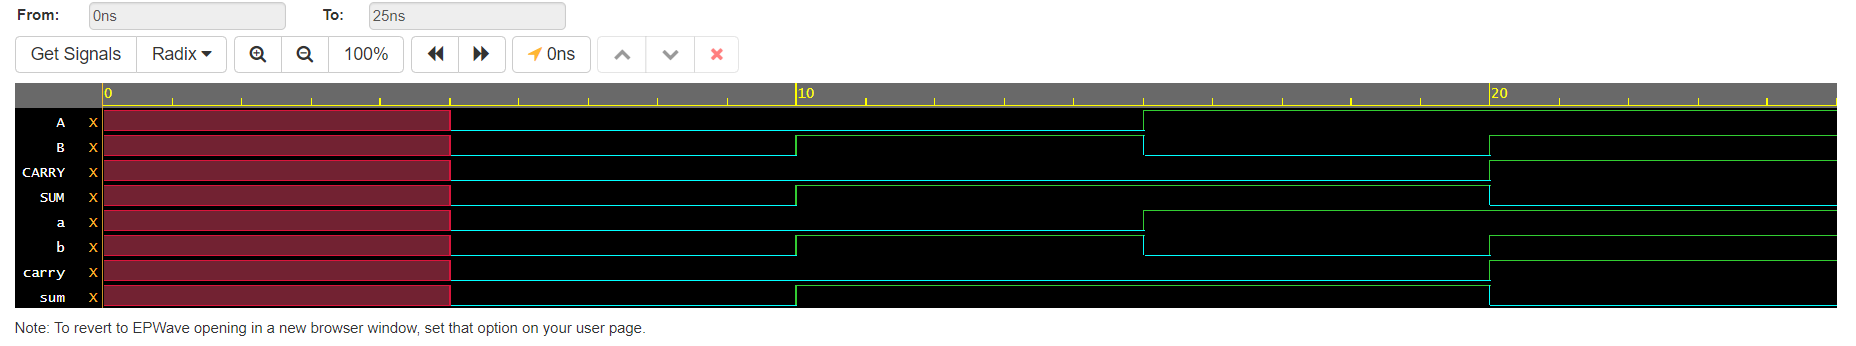 From: 0ns To: 25ns
Get Signals Radix 100% 0ns
0 10 20
A X
B X
CARRY X
SUM X
a X
b X
carry X
sum X
Note: To revert to EPWave opening in a new browser window, set that option on your user page.